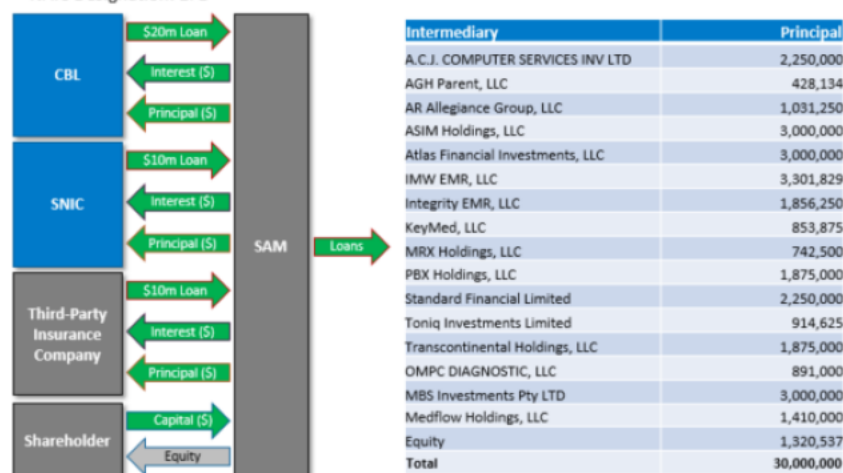 $20m Loan
CBL
Interest ($)
Principal ($)
$10m Loan
SNIC
Interest ($)
Principal ($)
$10m Loan
Third-Party
Insurance
Company
Interest ($)
Principal ($)
Capital ($)
Shareholder
Equity
SAM
Loans
Intermediary Principal
A.C.J. COMPUTER SERVICES INV LTD 2,250,000
AGH Parent, LLC 428,134
AR Allegiance Group, LLC 1,031,250
ASIM Holdings, LLC 3,000,000
Atlas Financial Investments, LLC 3,000,000
IMW EMR, LLC 3,301,829
Integrity EMR, LLC 1,856,250
KeyMed, LLC 853,875
MRX Holdings, LLC 742,500
PBX Holdings, LLC 1,875,000
Standard Financial Limited 2,250,000
Toniq Investments Limited 914,625
Transcontinental Holdings, LLC 1,875,000
OMPC DIAGNOSTIC, LLC 891,000
MBS Investments Pty LTD 3,000,000
Medflow Holdings, LLC 1,410,000
Equity 1,320,537
Total 30,000,000